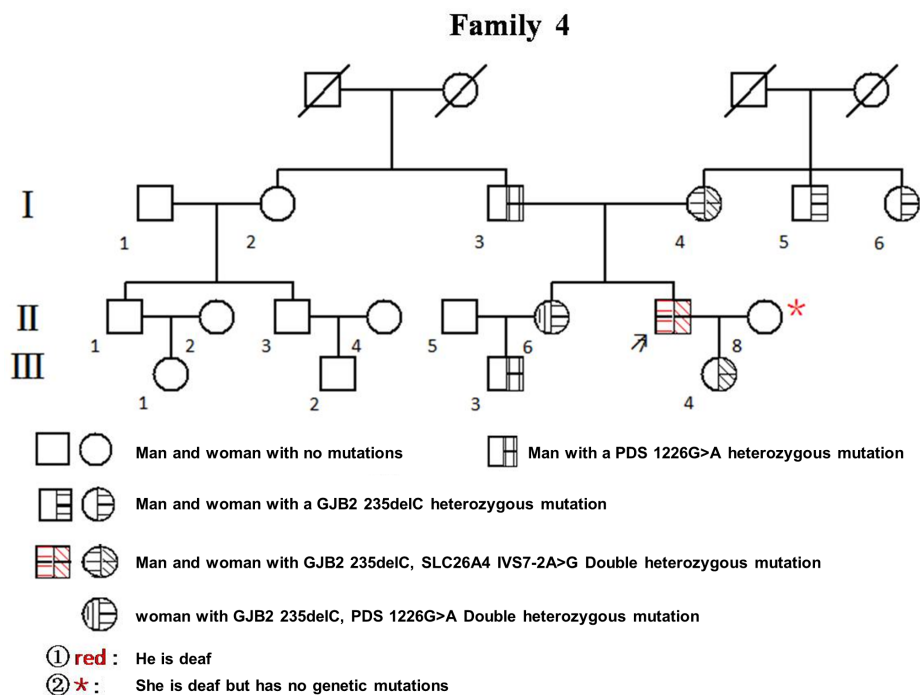 Family 4
I
1 2 3 4 5 6
II
1 2 3 4 5 6 7 8 *
III
1 2 3 4
Man and woman with no mutations
Man with a PDS 1226G>A heterozygous mutation
Man and woman with a GJB2 235delC heterozygous mutation
Man and woman with GJB2 235delC, SLC26A4 IVS7-2A>G Double heterozygous mutation
woman with GJB2 235delC, PDS 1226G>A Double heterozygous mutation
① red : He is deaf
② * : She is deaf but has no genetic mutations